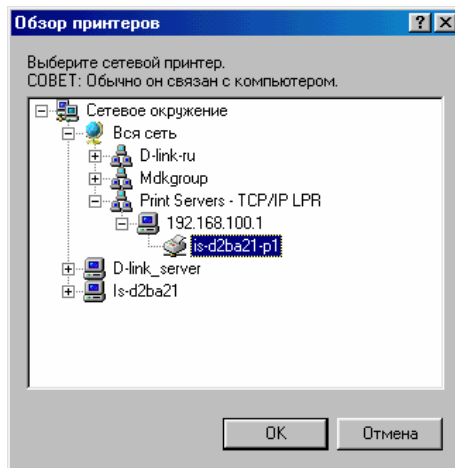 Обзор принтеров
Выберите сетевой принтер.
СОВЕТ: Обычно он связан с компьютером.
Сетевое окружение
Вся сеть
D-link-ru
Mdkgroup
Print Servers - TCP/IP LPR
192.168.100.1
is-d2ba21-p1
D-link_server
Is-d2ba21
OK
Отмена